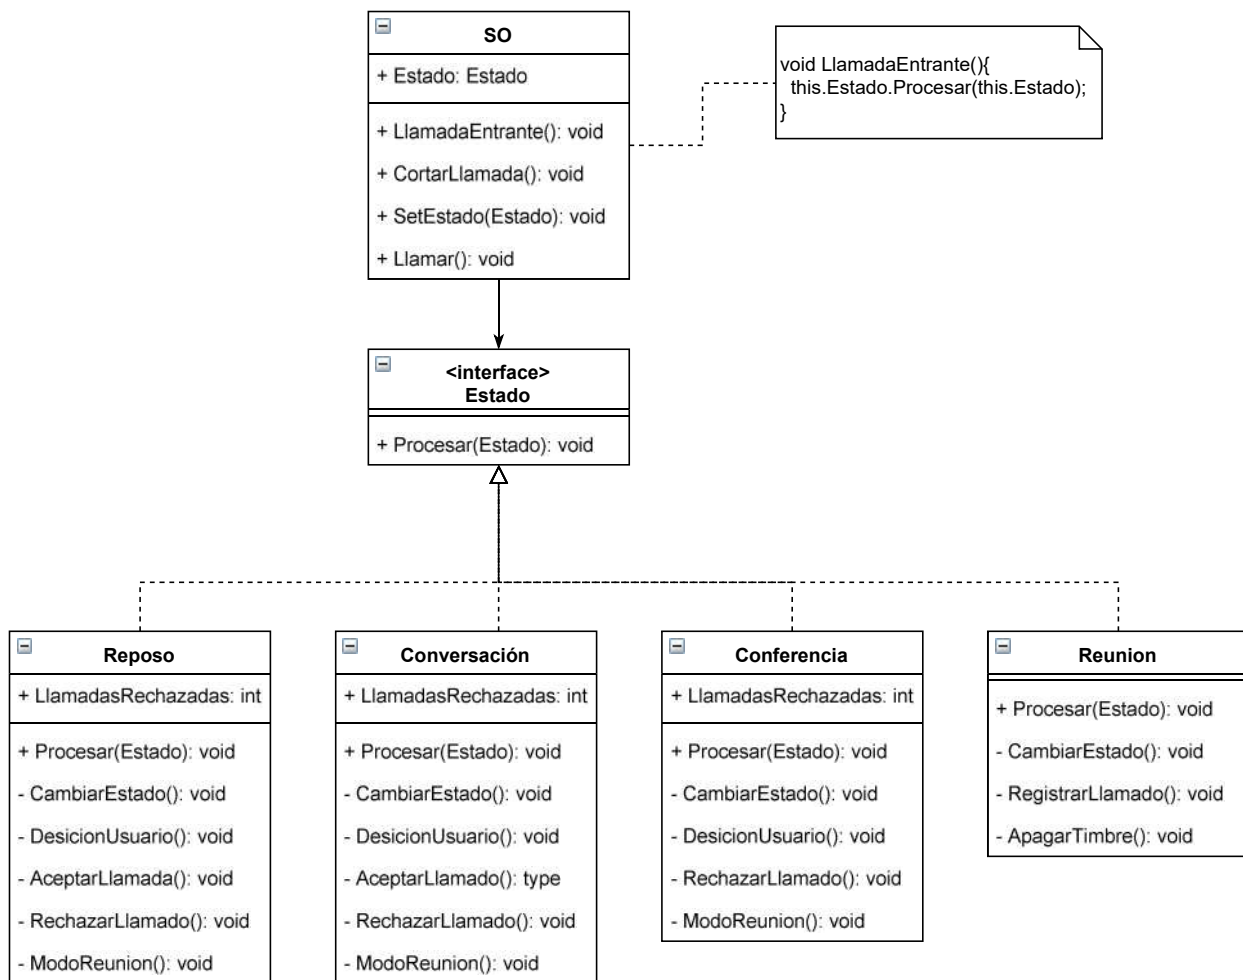 SO
+ Estado: Estado
+ LlamadaEntrante(): void
+ CortarLlamada(): void
+ SetEstado(Estado): void
+ Llamar(): void
void LlamadaEntrante(){
this.Estado.Procesar(this.Estado);
}
<interface>
Estado
+ Procesar(Estado): void
Reposo
+ LlamadasRechazadas: int
+ Procesar(Estado): void
- CambiarEstado(): void
- DesicionUsuario(): void
- AceptarLlamada(): void
- RechazarLlamado(): void
- ModoReunion(): void
Conversación
+ LlamadasRechazadas: int
+ Procesar(Estado): void
- CambiarEstado(): void
- DesicionUsuario(): void
- AceptarLlamado(): type
- RechazarLlamado(): void
- ModoReunion(): void
Conferencia
+ LlamadasRechazadas: int
+ Procesar(Estado): void
- CambiarEstado(): void
- DesicionUsuario(): void
- RechazarLlamado(): void
- ModoReunion(): void
Reunion
+ Procesar(Estado): void
- CambiarEstado(): void
- RegistrarLlamado(): void
- ApagarTimbre(): void